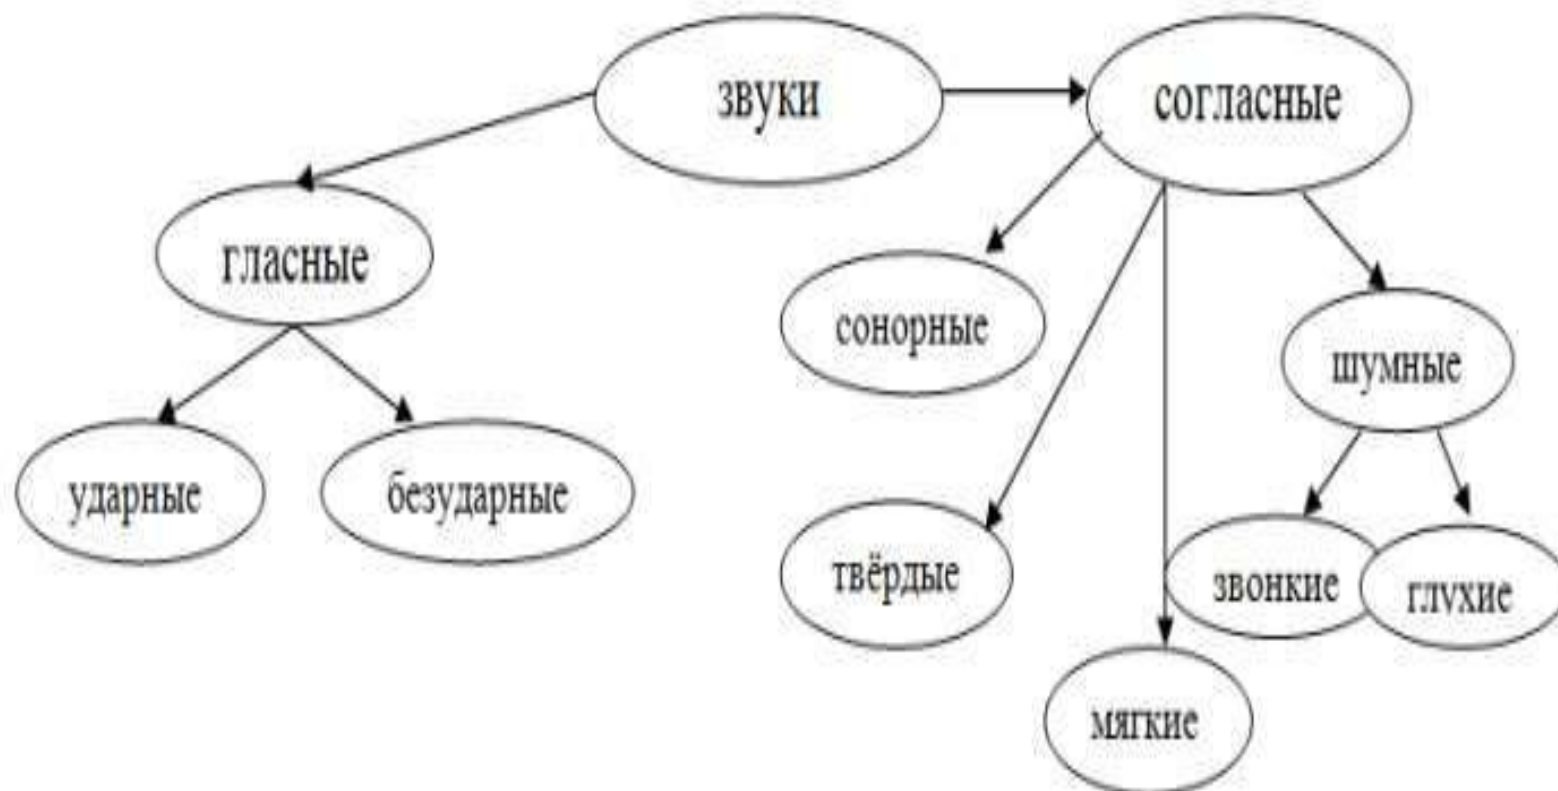 звуки
согласные
гласные
сонорные
шумные
ударные
безударные
твёрдые
звонкие
глухие
мягкие